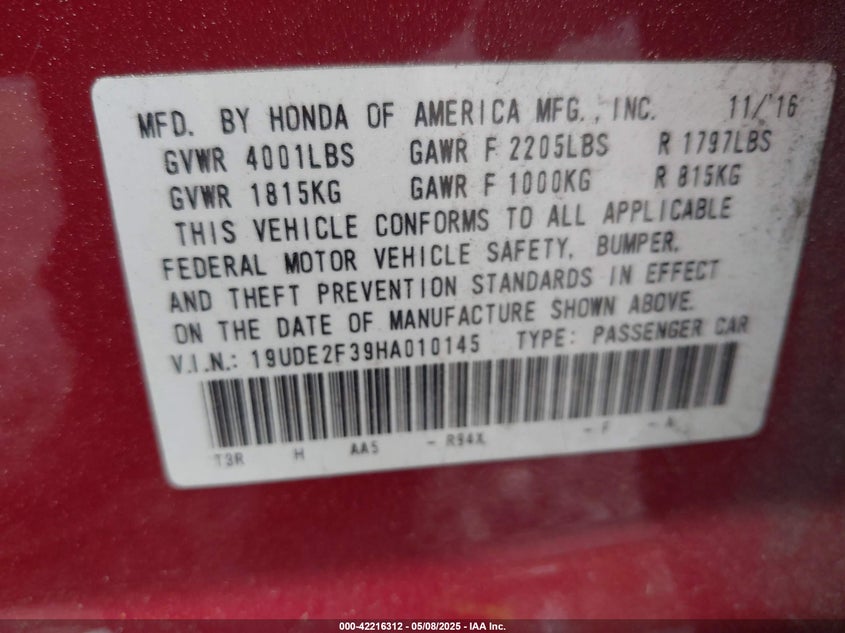 MFD. BY HONDA OF AMERICA MFG., INC. 11/'16
GVWR 4001LBS GAWR F 2205LBS R 1797LBS
GVWR 1815KG GAWR F 1000KG R 815KG
THIS VEHICLE CONFORMS TO ALL APPLICABLE
FEDERAL MOTOR VEHICLE SAFETY, BUMPER,
AND THEFT PREVENTION STANDARDS IN EFFECT
ON THE DATE OF MANUFACTURE SHOWN ABOVE.
V.I.N.: 19UDE2F39HA010145 TYPE: PASSENGER CAR
T3R H AA5 - R94X - F - A
000-42216312 - 05/08/2025 - IAA Inc.